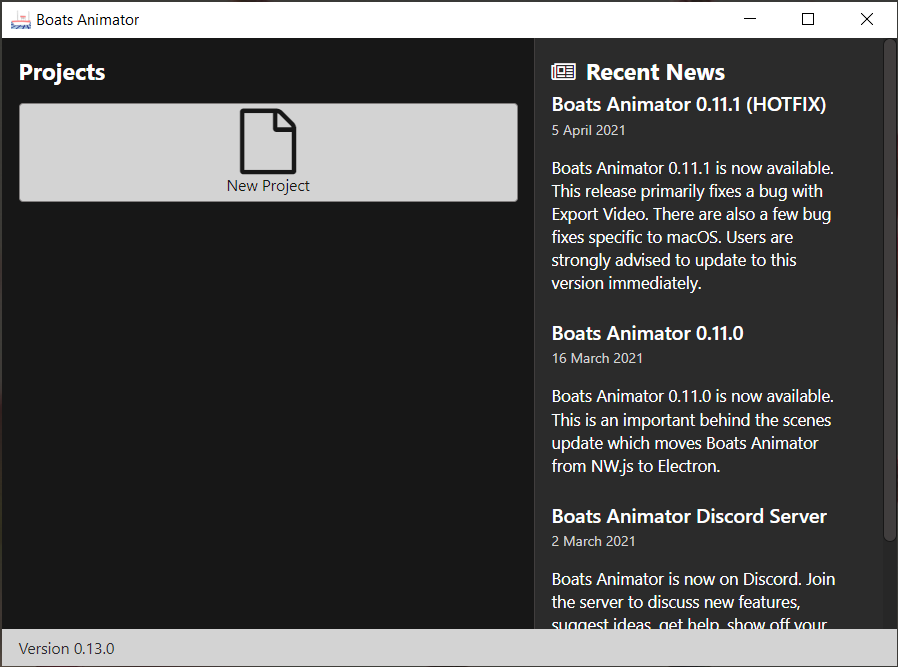 Boats Animator
Projects
New Project
Recent News
Boats Animator 0.11.1 (HOTFIX)
5 April 2021
Boats Animator 0.11.1 is now available.
This release primarily fixes a bug with
Export Video. There are also a few bug
fixes specific to macOS. Users are
strongly advised to update to this
version immediately.
Boats Animator 0.11.0
16 March 2021
Boats Animator 0.11.0 is now available.
This is an important behind the scenes
update which moves Boats Animator
from NW.js to Electron.
Boats Animator Discord Server
2 March 2021
Boats Animator is now on Discord. Join
the server to discuss new features,
suggest ideas, get help, show off your
Version 0.13.0